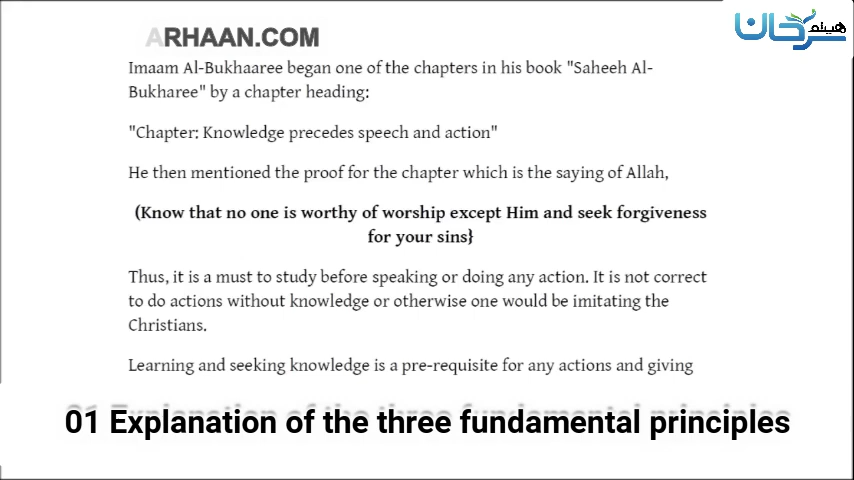 ARHAAN.COM
هيثم
سرحان
Imaam Al-Bukhaaree began one of the chapters in his book "Saheeh Al-
Bukharee" by a chapter heading:
"Chapter: Knowledge precedes speech and action"
He then mentioned the proof for the chapter which is the saying of Allah,
(Know that no one is worthy of worship except Him and seek forgiveness
for your sins}
Thus, it is a must to study before speaking or doing any action. It is not correct
to do actions without knowledge or otherwise one would be imitating the
Christians.
Learning and seeking knowledge is a pre-requisite for any actions and giving
01 Explanation of the three fundamental principles